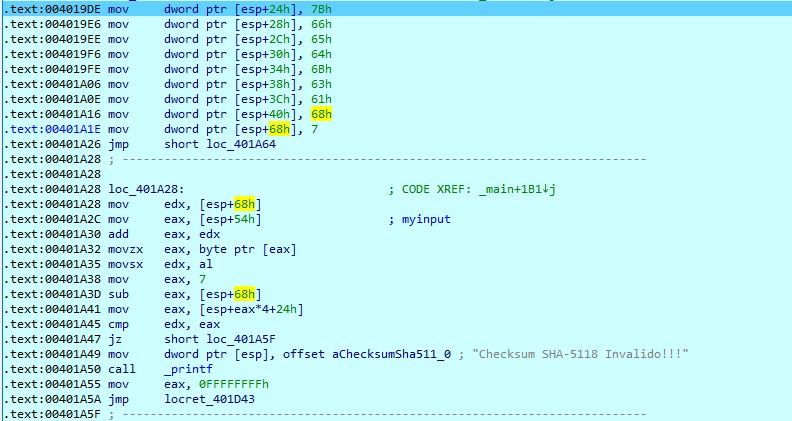 .text:004019DE mov     dword ptr [esp+24h], 7Bh
.text:004019E6 mov     dword ptr [esp+28h], 66h
.text:004019EE mov     dword ptr [esp+2Ch], 65h
.text:004019F6 mov     dword ptr [esp+30h], 64h
.text:004019FE mov     dword ptr [esp+34h], 6Bh
.text:00401A06 mov     dword ptr [esp+38h], 63h
.text:00401A0E mov     dword ptr [esp+3Ch], 61h
.text:00401A16 mov     dword ptr [esp+40h], 68h
.text:00401A1E mov     dword ptr [esp+68h], 7
.text:00401A26 jmp     short loc_401A64
.text:00401A28 ; ---------------------------------------------------------------------------
.text:00401A28
.text:00401A28 loc_401A28:                             ; CODE XREF: _main+1B1↓j
.text:00401A28 mov     edx, [esp+68h]
.text:00401A2C mov     eax, [esp+54h]                  ; myinput
.text:00401A30 add     eax, edx
.text:00401A32 movzx   eax, byte ptr [eax]
.text:00401A35 movsx   edx, al
.text:00401A38 mov     eax, 7
.text:00401A3D sub     eax, [esp+68h]
.text:00401A41 mov     eax, [esp+eax*4+24h]
.text:00401A45 cmp     edx, eax
.text:00401A47 jz      short loc_401A5F
.text:00401A49 mov     dword ptr [esp], offset aChecksumSha511_0 ; "Checksum SHA-5118 Invalido!!!"
.text:00401A50 call    _printf
.text:00401A55 mov     eax, 0FFFFFFFFh
.text:00401A5A jmp     locret_401D43
.text:00401A5F ; ---------------------------------------------------------------------------